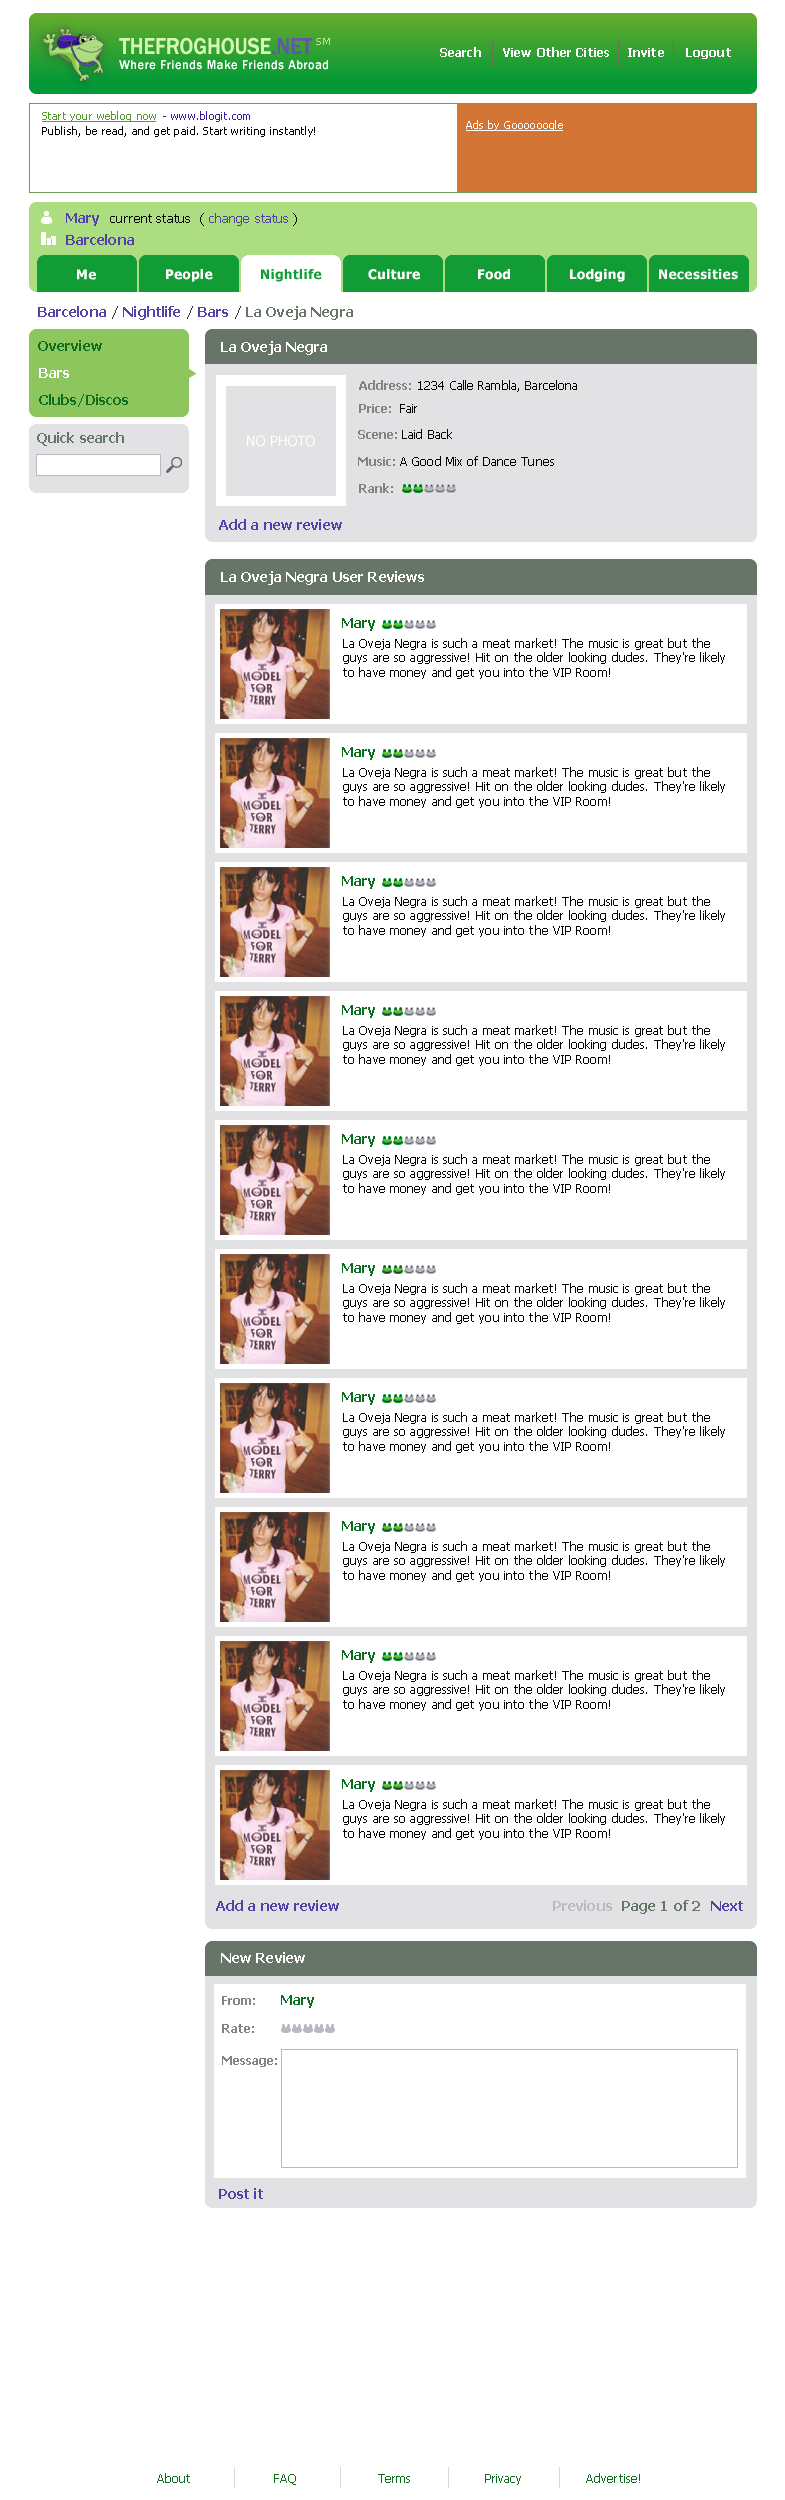 THEFROGHOUSE.NET SM
Where Friends Make Friends Abroad
Search View Other Cities Invite Logout
Start your weblog now - www.blogit.com
Publish, be read, and get paid. Start writing instantly!
Ads by Goooooogle
Mary current status ( change status )
Barcelona
Me People Nightlife Culture Food Lodging Necessities
Barcelona / Nightlife / Bars / La Oveja Negra
Overview
Bars
Clubs/Discos
Quick search
La Oveja Negra
NO PHOTO
Address: 1234 Calle Rambla, Barcelona
Price: Fair
Scene: Laid Back
Music: A Good Mix of Dance Tunes
Rank:
Add a new review
La Oveja Negra User Reviews
I
MODEL
FOR
TERRY
Mary
La Oveja Negra is such a meat market! The music is great but the
guys are so aggressive! Hit on the older looking dudes. They're likely
to have money and get you into the VIP Room!
I
MODEL
FOR
TERRY
Mary
La Oveja Negra is such a meat market! The music is great but the
guys are so aggressive! Hit on the older looking dudes. They're likely
to have money and get you into the VIP Room!
I
MODEL
FOR
TERRY
Mary
La Oveja Negra is such a meat market! The music is great but the
guys are so aggressive! Hit on the older looking dudes. They're likely
to have money and get you into the VIP Room!
I
MODEL
FOR
TERRY
Mary
La Oveja Negra is such a meat market! The music is great but the
guys are so aggressive! Hit on the older looking dudes. They're likely
to have money and get you into the VIP Room!
I
MODEL
FOR
TERRY
Mary
La Oveja Negra is such a meat market! The music is great but the
guys are so aggressive! Hit on the older looking dudes. They're likely
to have money and get you into the VIP Room!
I
MODEL
FOR
TERRY
Mary
La Oveja Negra is such a meat market! The music is great but the
guys are so aggressive! Hit on the older looking dudes. They're likely
to have money and get you into the VIP Room!
I
MODEL
FOR
TERRY
Mary
La Oveja Negra is such a meat market! The music is great but the
guys are so aggressive! Hit on the older looking dudes. They're likely
to have money and get you into the VIP Room!
I
MODEL
FOR
TERRY
Mary
La Oveja Negra is such a meat market! The music is great but the
guys are so aggressive! Hit on the older looking dudes. They're likely
to have money and get you into the VIP Room!
I
MODEL
FOR
TERRY
Mary
La Oveja Negra is such a meat market! The music is great but the
guys are so aggressive! Hit on the older looking dudes. They're likely
to have money and get you into the VIP Room!
I
MODEL
FOR
TERRY
Mary
La Oveja Negra is such a meat market! The music is great but the
guys are so aggressive! Hit on the older looking dudes. They're likely
to have money and get you into the VIP Room!
Add a new review Previous Page 1 of 2 Next
New Review
From: Mary
Rate:
Message:
Post it
About FAQ Terms Privacy Advertise!